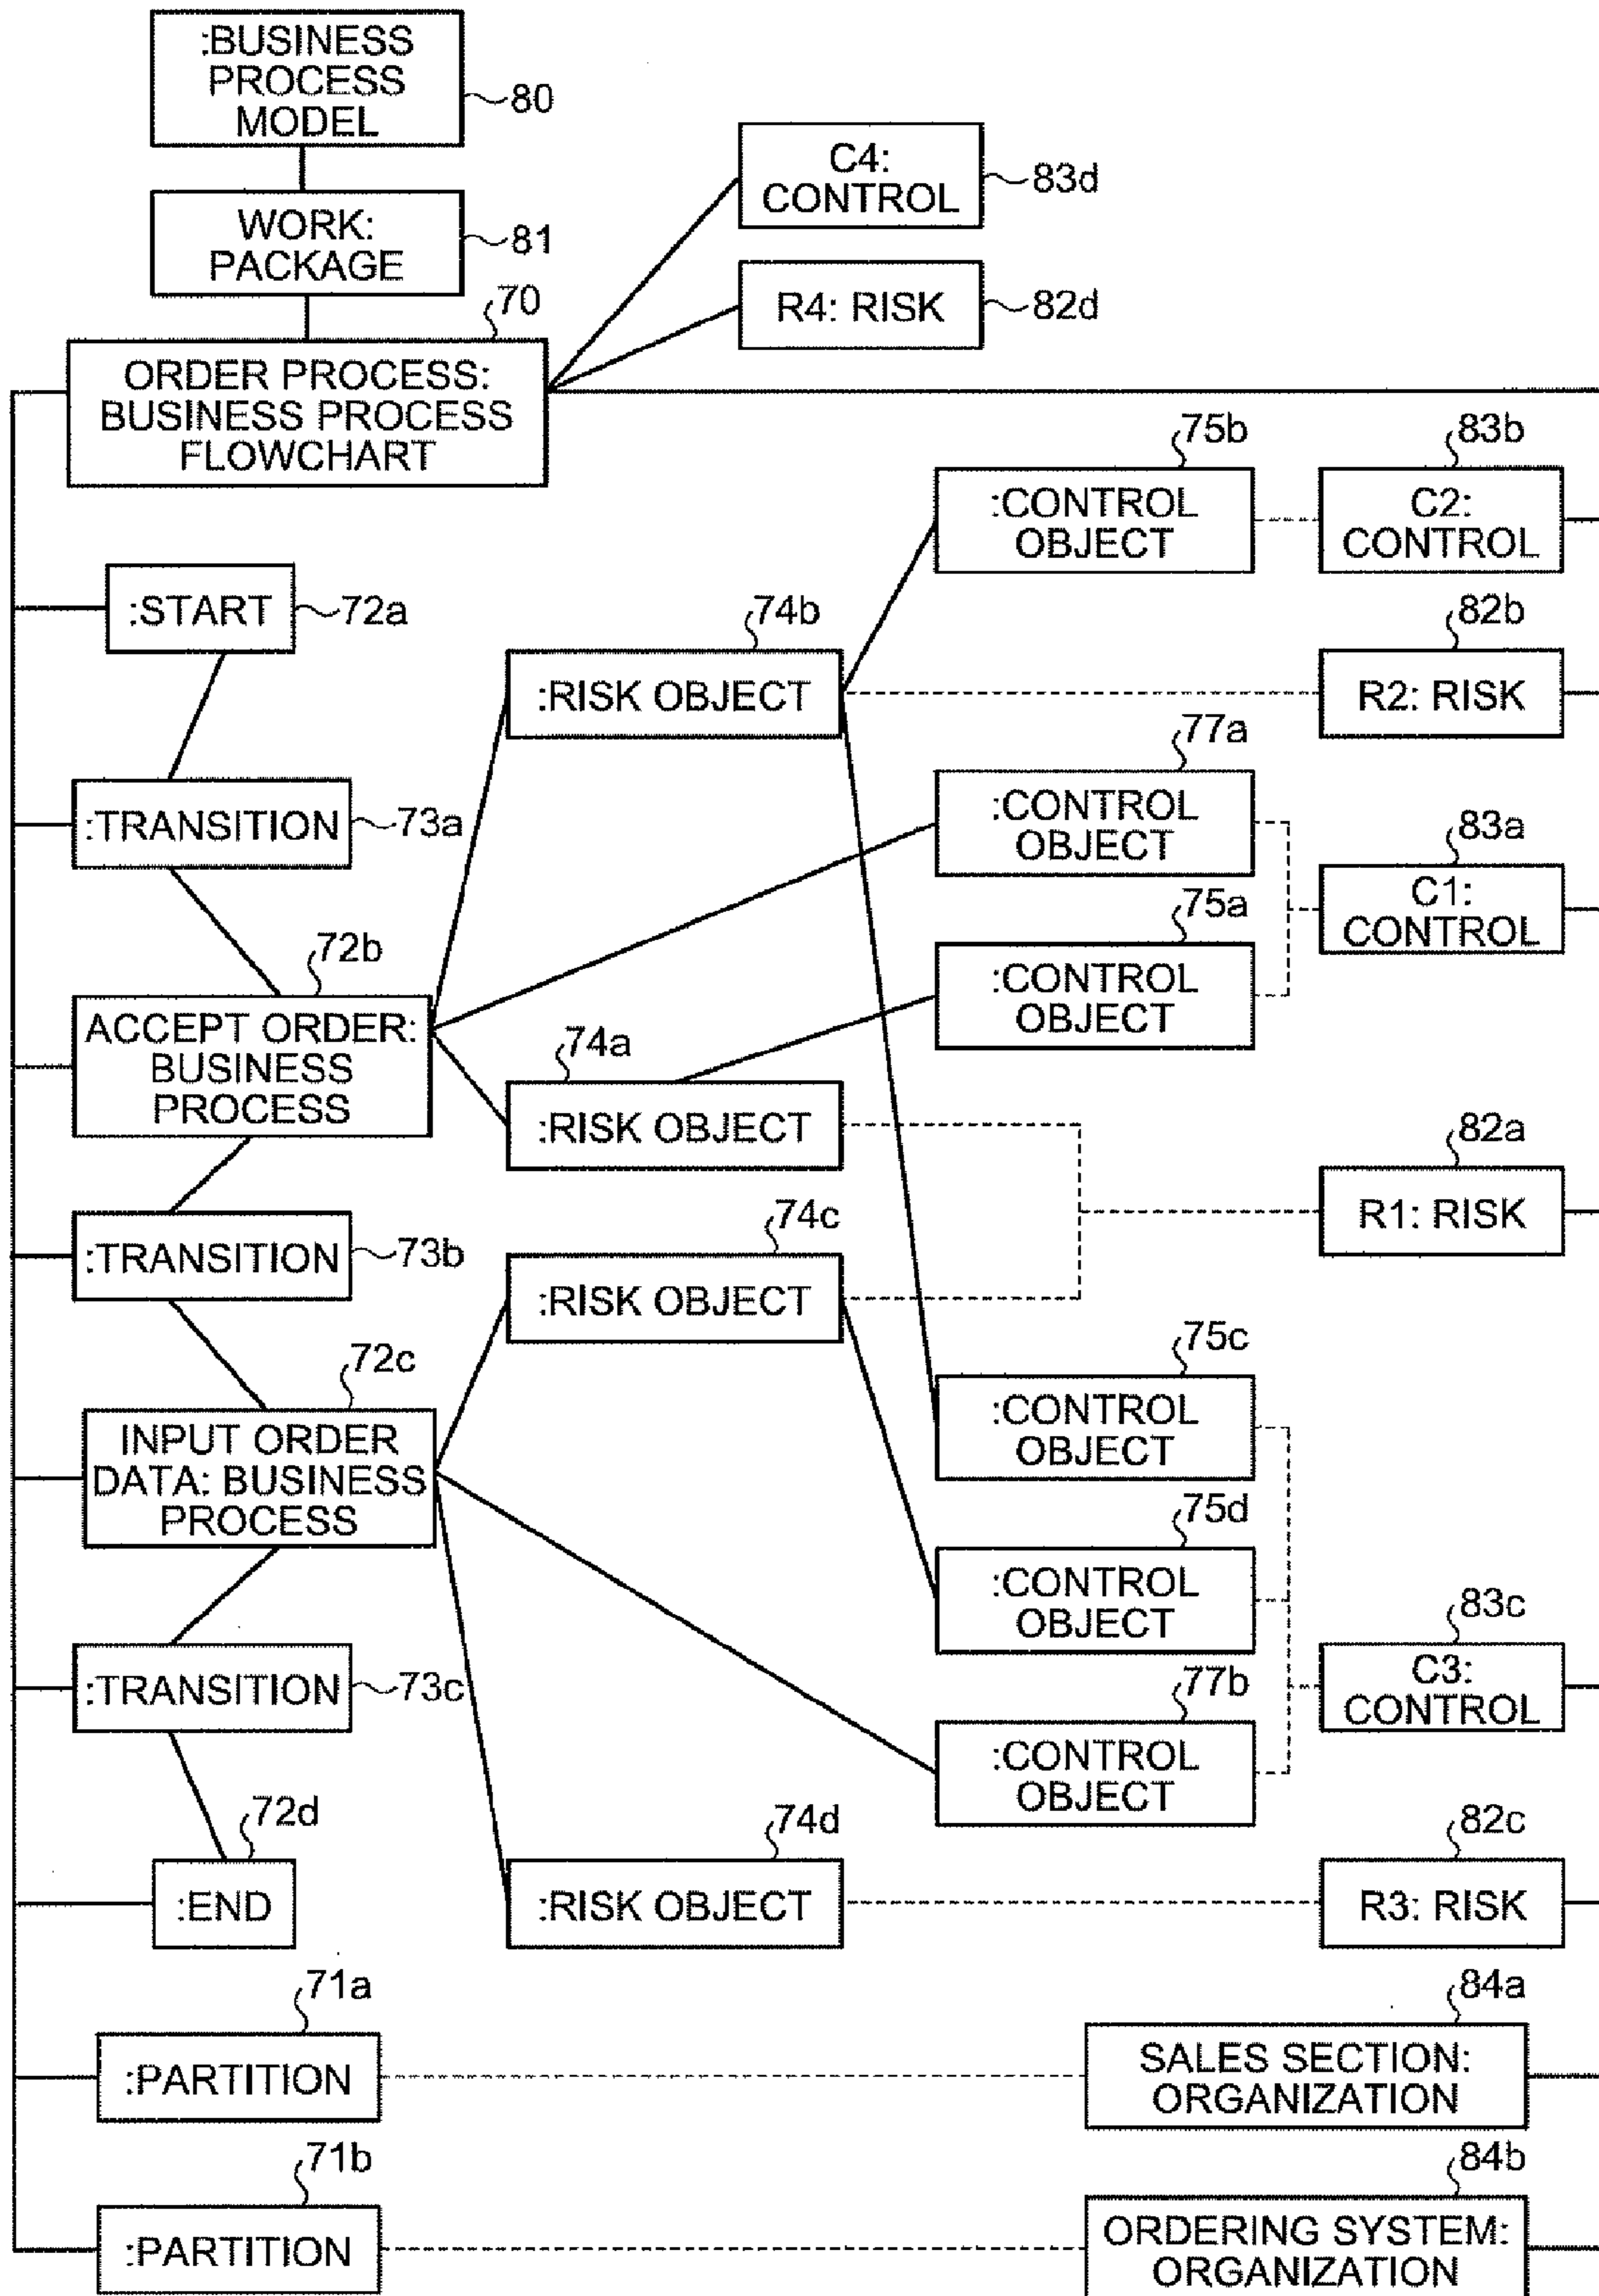 :BUSINESS
PROCESS
MODEL
80
WORK:
PACKAGE
81
C4:
CONTROL
83d
R4: RISK
82d
70
ORDER PROCESS:
BUSINESS PROCESS
FLOWCHART
75b
:CONTROL
OBJECT
83b
C2:
CONTROL
:START
72a
74b
:RISK OBJECT
82b
R2: RISK
77a
:CONTROL
OBJECT
:TRANSITION
73a
83a
C1:
CONTROL
75a
:CONTROL
OBJECT
72b
ACCEPT ORDER:
BUSINESS
PROCESS
74a
:RISK OBJECT
82a
R1: RISK
:TRANSITION
73b
74c
:RISK OBJECT
72c
INPUT ORDER
DATA: BUSINESS
PROCESS
75c
:CONTROL
OBJECT
75d
:CONTROL
OBJECT
:TRANSITION
73c
83c
C3:
CONTROL
77b
:CONTROL
OBJECT
72d
:END
74d
:RISK OBJECT
82c
R3: RISK
71a
:PARTITION
84a
SALES SECTION:
ORGANIZATION
71b
:PARTITION
84b
ORDERING SYSTEM:
ORGANIZATION